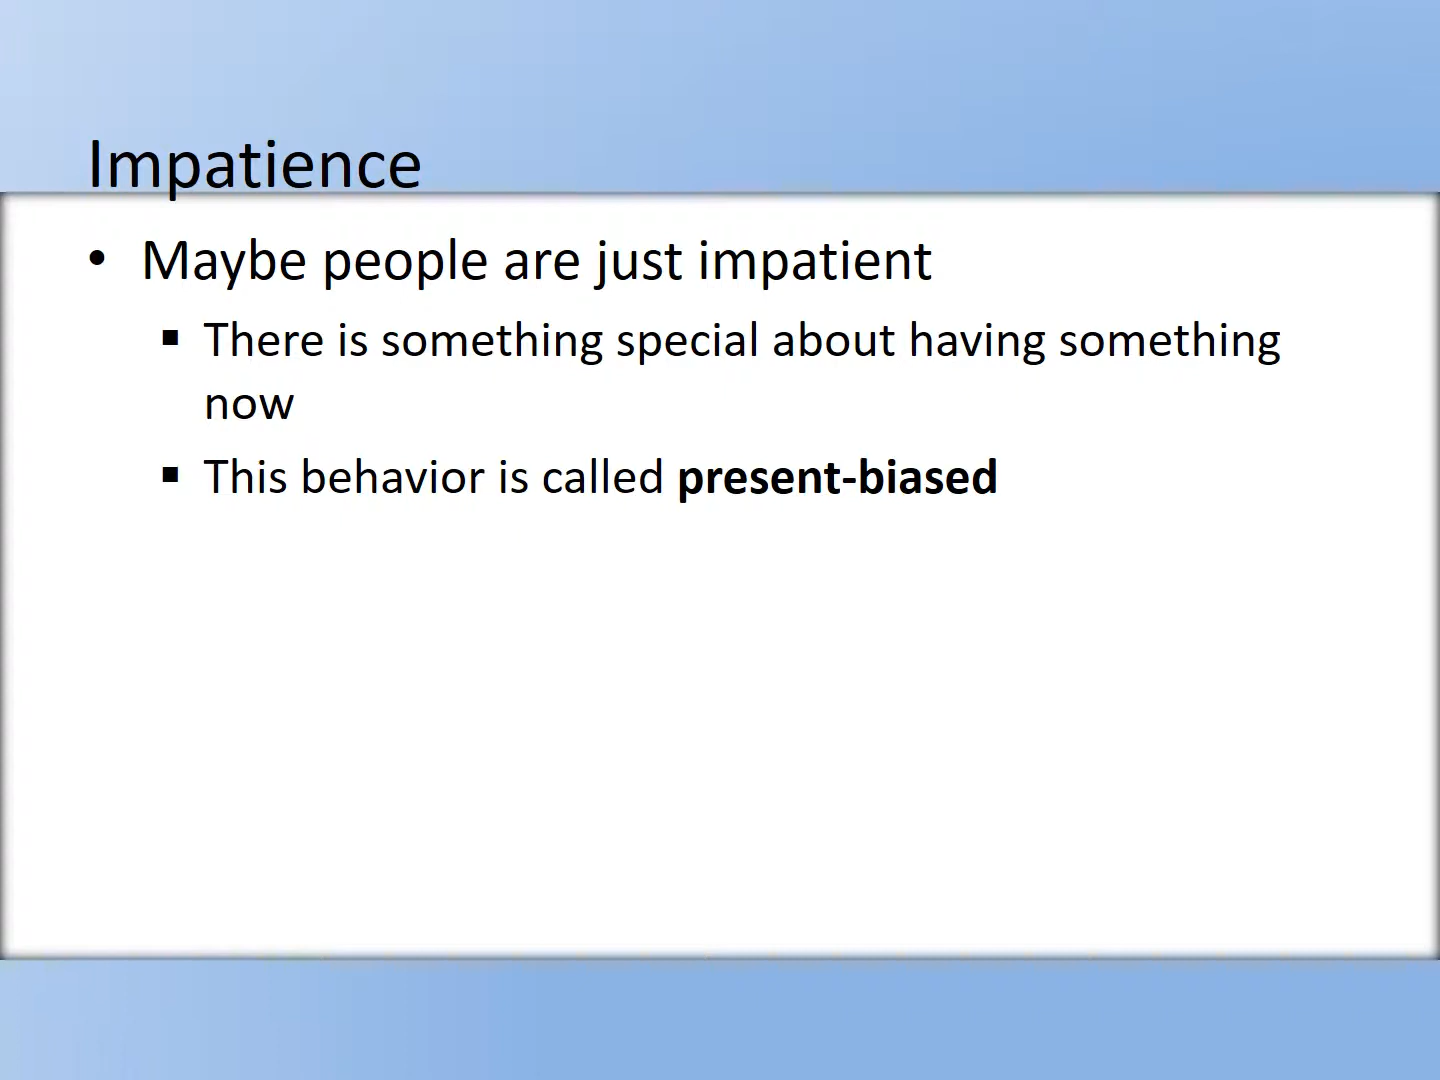 Impatience
• Maybe people are just impatient
▪ There is something special about having something
now
▪ This behavior is called present-biased